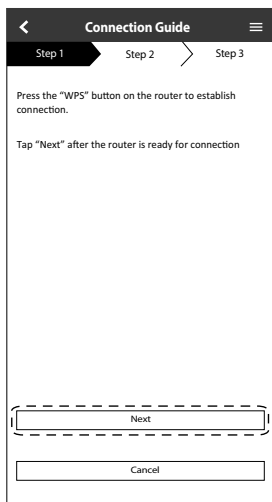 Connection Guide
Step 1 Step 2 Step 3
Press the “WPS” button on the router to establish
connection.
Tap “Next” after the router is ready for connection
Next
Cancel